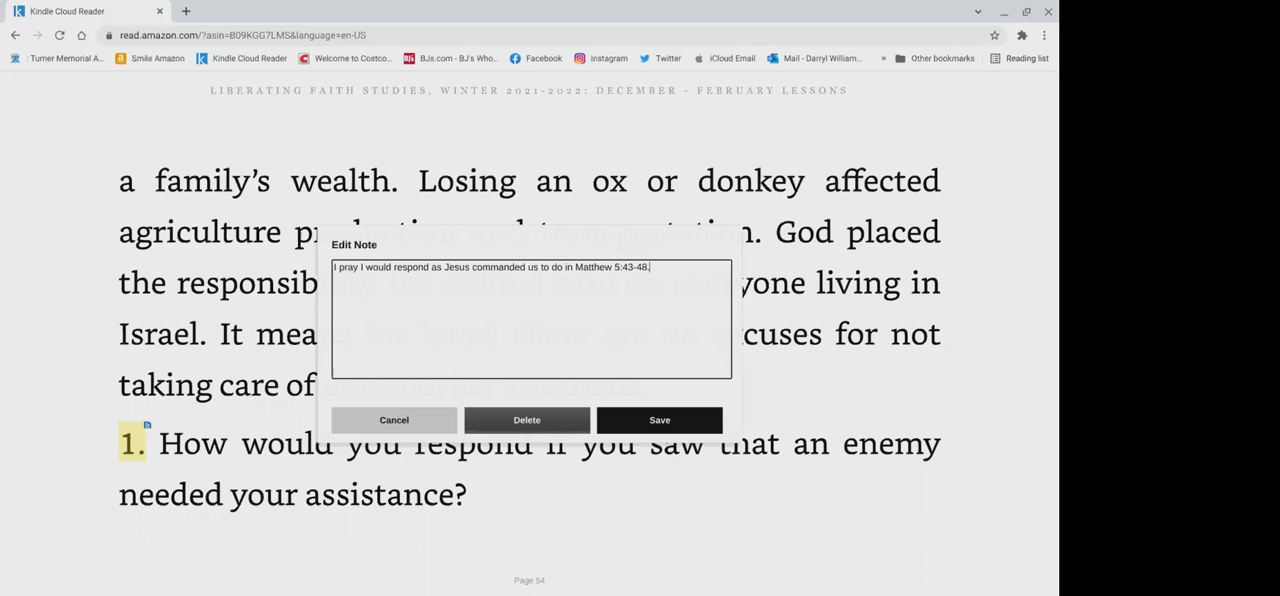 Kindle Cloud Reader
read.amazon.com/?asin=B09KGG7LMS&language=en-US
: Turner Memorial A... Smile Amazon Kindle Cloud Reader Welcome to Costco... BJs.com - BJ's Who... Facebook Instagram Twitter iCloud Email Mail - Darryl William... » Other bookmarks Reading list
LIBERATING FAITH STUDIES, WINTER 2021-2022: DECEMBER - FEBRUARY LESSONS
a family's wealth. Losing an ox or donkey affected
agriculture production and transportation. God placed
the responsib yone living in
Israel. It mea cuses for not
taking care of
Edit Note
I pray I would respond as Jesus commanded us to do in Matthew 5:43-48.
Cancel Delete Save
1. How would you respond if you saw that an enemy
needed your assistance?
Page 54